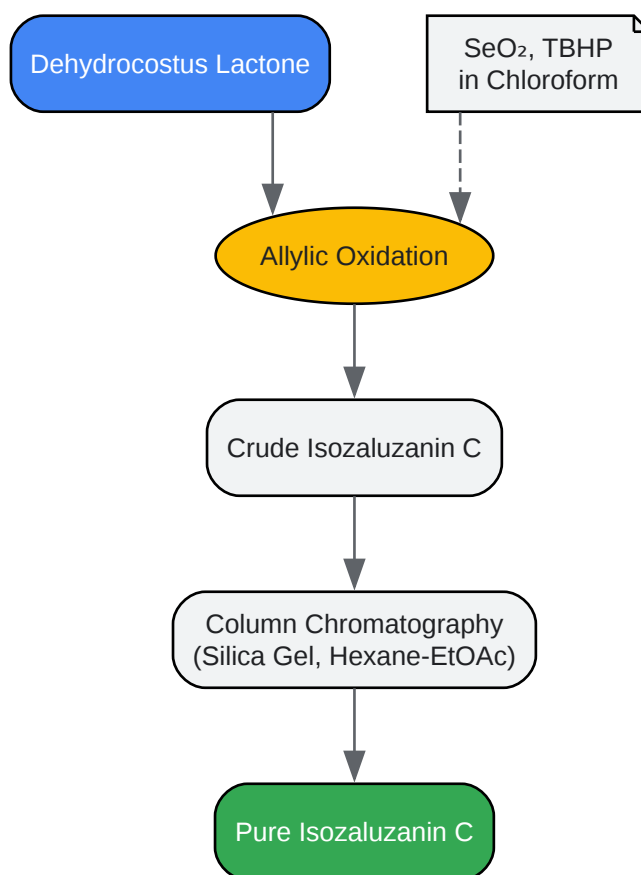 Dehydrocostus Lactone
SeO₂, TBHP
in Chloroform
Allylic Oxidation
Crude Isozaluzanin C
Column Chromatography
(Silica Gel, Hexane-EtOAc)
Pure Isozaluzanin C